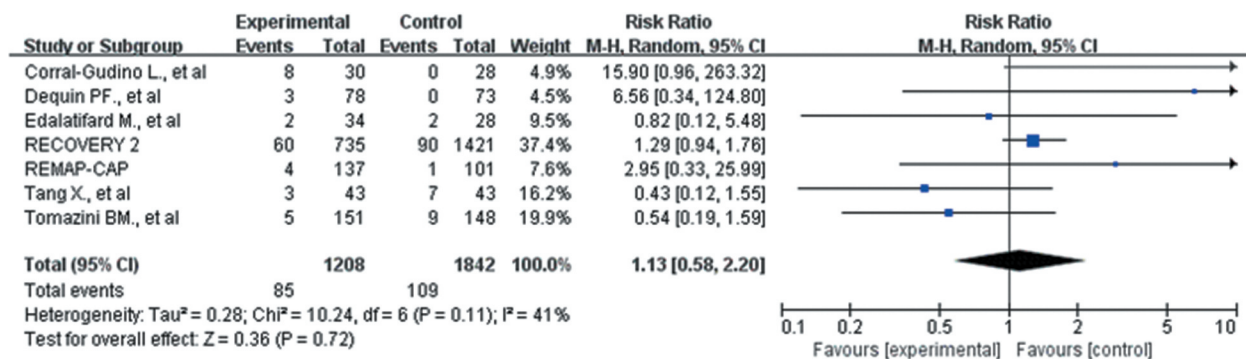 Experimental Control Risk Ratio Risk Ratio
Study or Subgroup Events Total Events Total Weight M-H, Random, 95% CI M-H, Random, 95% CI
Corral-Gudino L., et al 8 30 0 28 4.9% 15.90 [0.96, 263.32]
Dequin PF., et al 3 78 0 73 4.5% 6.56 [0.34, 124.80]
Edalatifard M., et al 2 34 2 28 9.5% 0.82 [0.12, 5.48]
RECOVERY 2 60 735 90 1421 37.4% 1.29 [0.94, 1.76]
REMAP-CAP 4 137 1 101 7.6% 2.95 [0.33, 25.99]
Tang X., et al 3 43 7 43 16.2% 0.43 [0.12, 1.55]
Tomazini BM., et al 5 151 9 148 19.9% 0.54 [0.19, 1.59]
Total (95% CI) 1208 1842 100.0% 1.13 [0.58, 2.20]
Total events 85 109
Heterogeneity: Tau² = 0.28; Chi² = 10.24, df = 6 (P = 0.11); I² = 41%
Test for overall effect: Z = 0.36 (P = 0.72)
0.1 0.2 0.5 1 2 5 10
Favours [experimental] Favours [control]